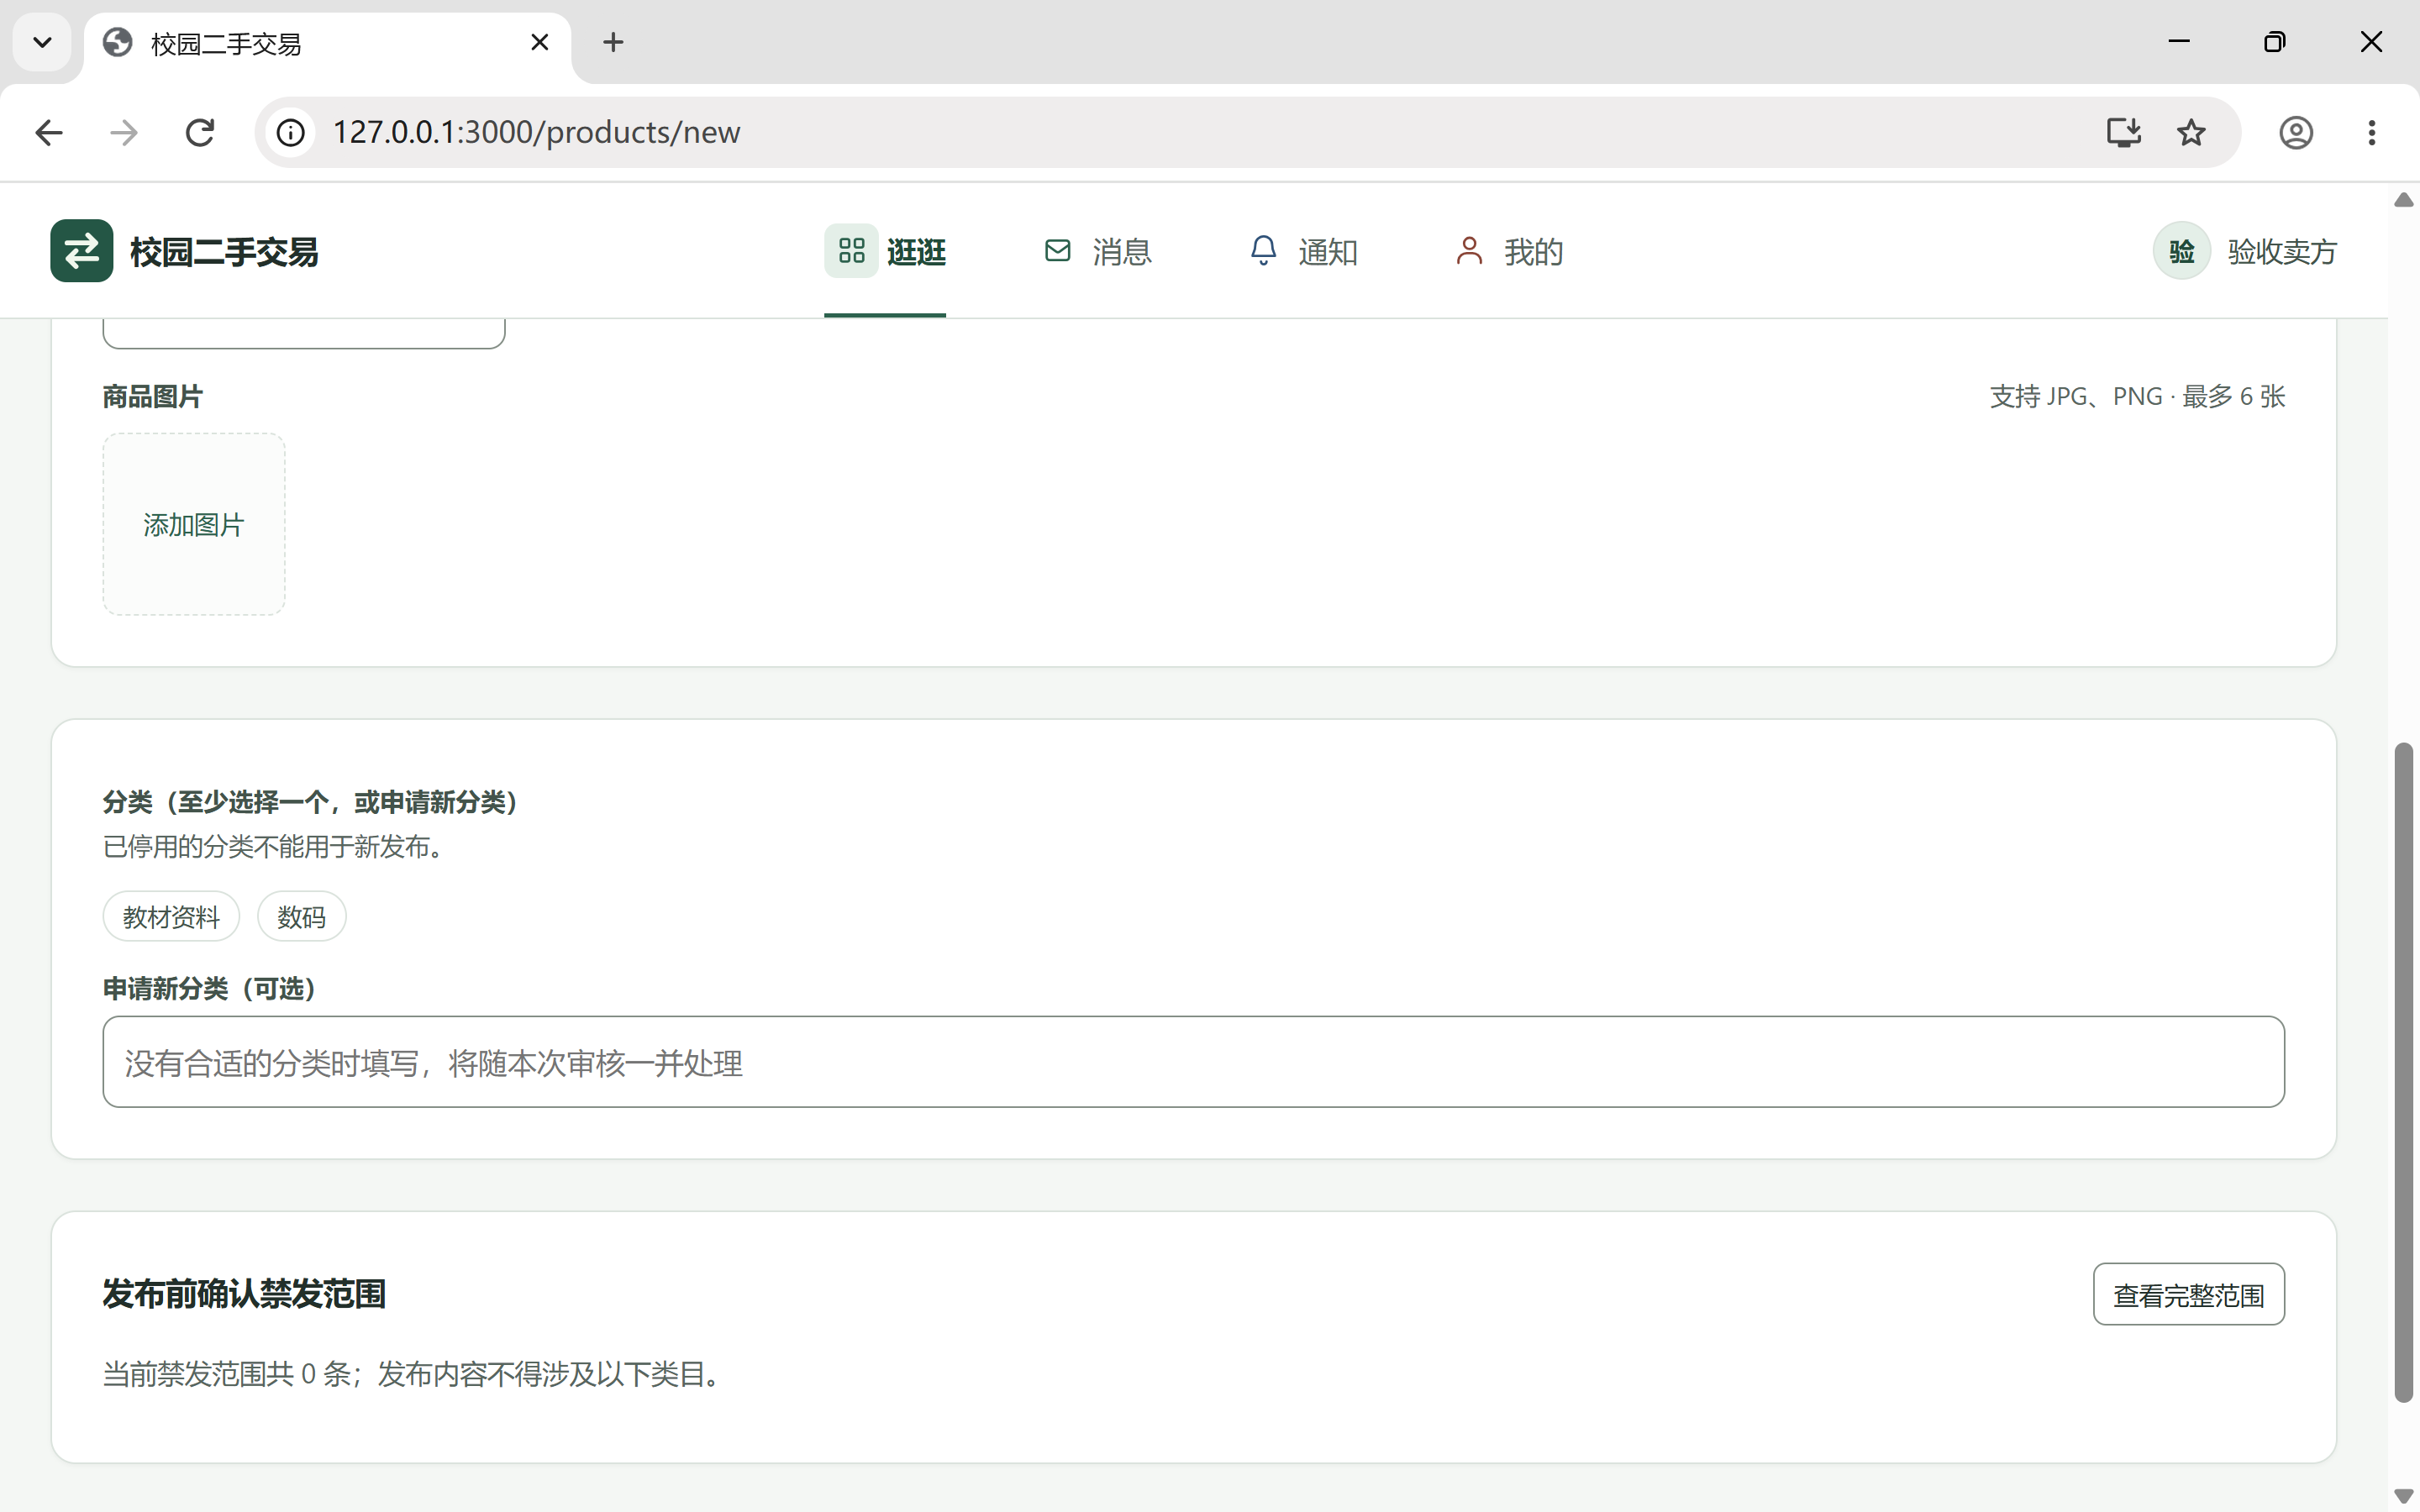 校园二手交易
127.0.0.1:3000/products/new
校园二手交易
逛逛
消息
通知
我的
验
验收卖方
商品图片
支持 JPG、PNG · 最多 6 张
添加图片
分类（至少选择一个，或申请新分类）
已停用的分类不能用于新发布。
教材资料
数码
申请新分类（可选）
没有合适的分类时填写，将随本次审核一并处理
发布前确认禁发范围
查看完整范围
当前禁发范围共 0 条；发布内容不得涉及以下类目。